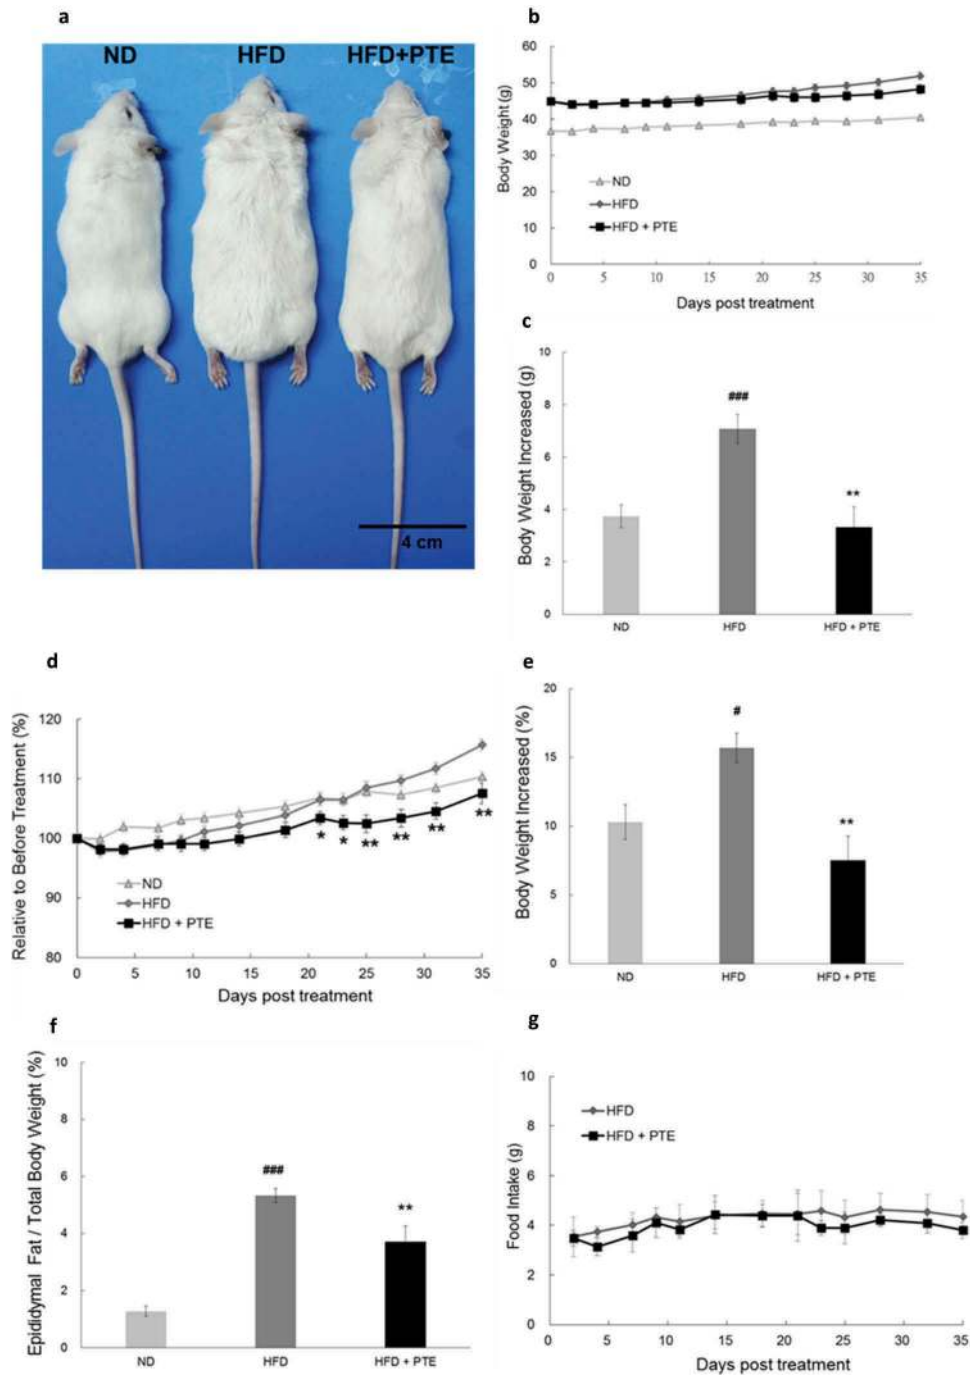 a
ND HFD HFD+PTE
4 cm
b
Body Weight (g)
60
50
40
30
20
10
0
ND
HFD
HFD + PTE
0 5 10 15 20 25 30 35
Days post treatment
c
Body Weight Increased (g)
10
8
6
4
2
0
###
**
ND HFD HFD + PTE
d
Relative to Before Treatment (%)
120
110
100
90
80
* * ** ** ** **
ND
HFD
HFD + PTE
0 5 10 15 20 25 30 35
Days post treatment
e
Body Weight Increased (%)
20
15
10
5
0
#
**
ND HFD HFD + PTE
f
Epididymal Fat / Total Body Weight (%)
10
8
6
4
2
0
###
**
ND HFD HFD + PTE
g
Food Intake (g)
10
8
6
4
2
0
HFD
HFD + PTE
0 5 10 15 20 25 30 35
Days post treatment